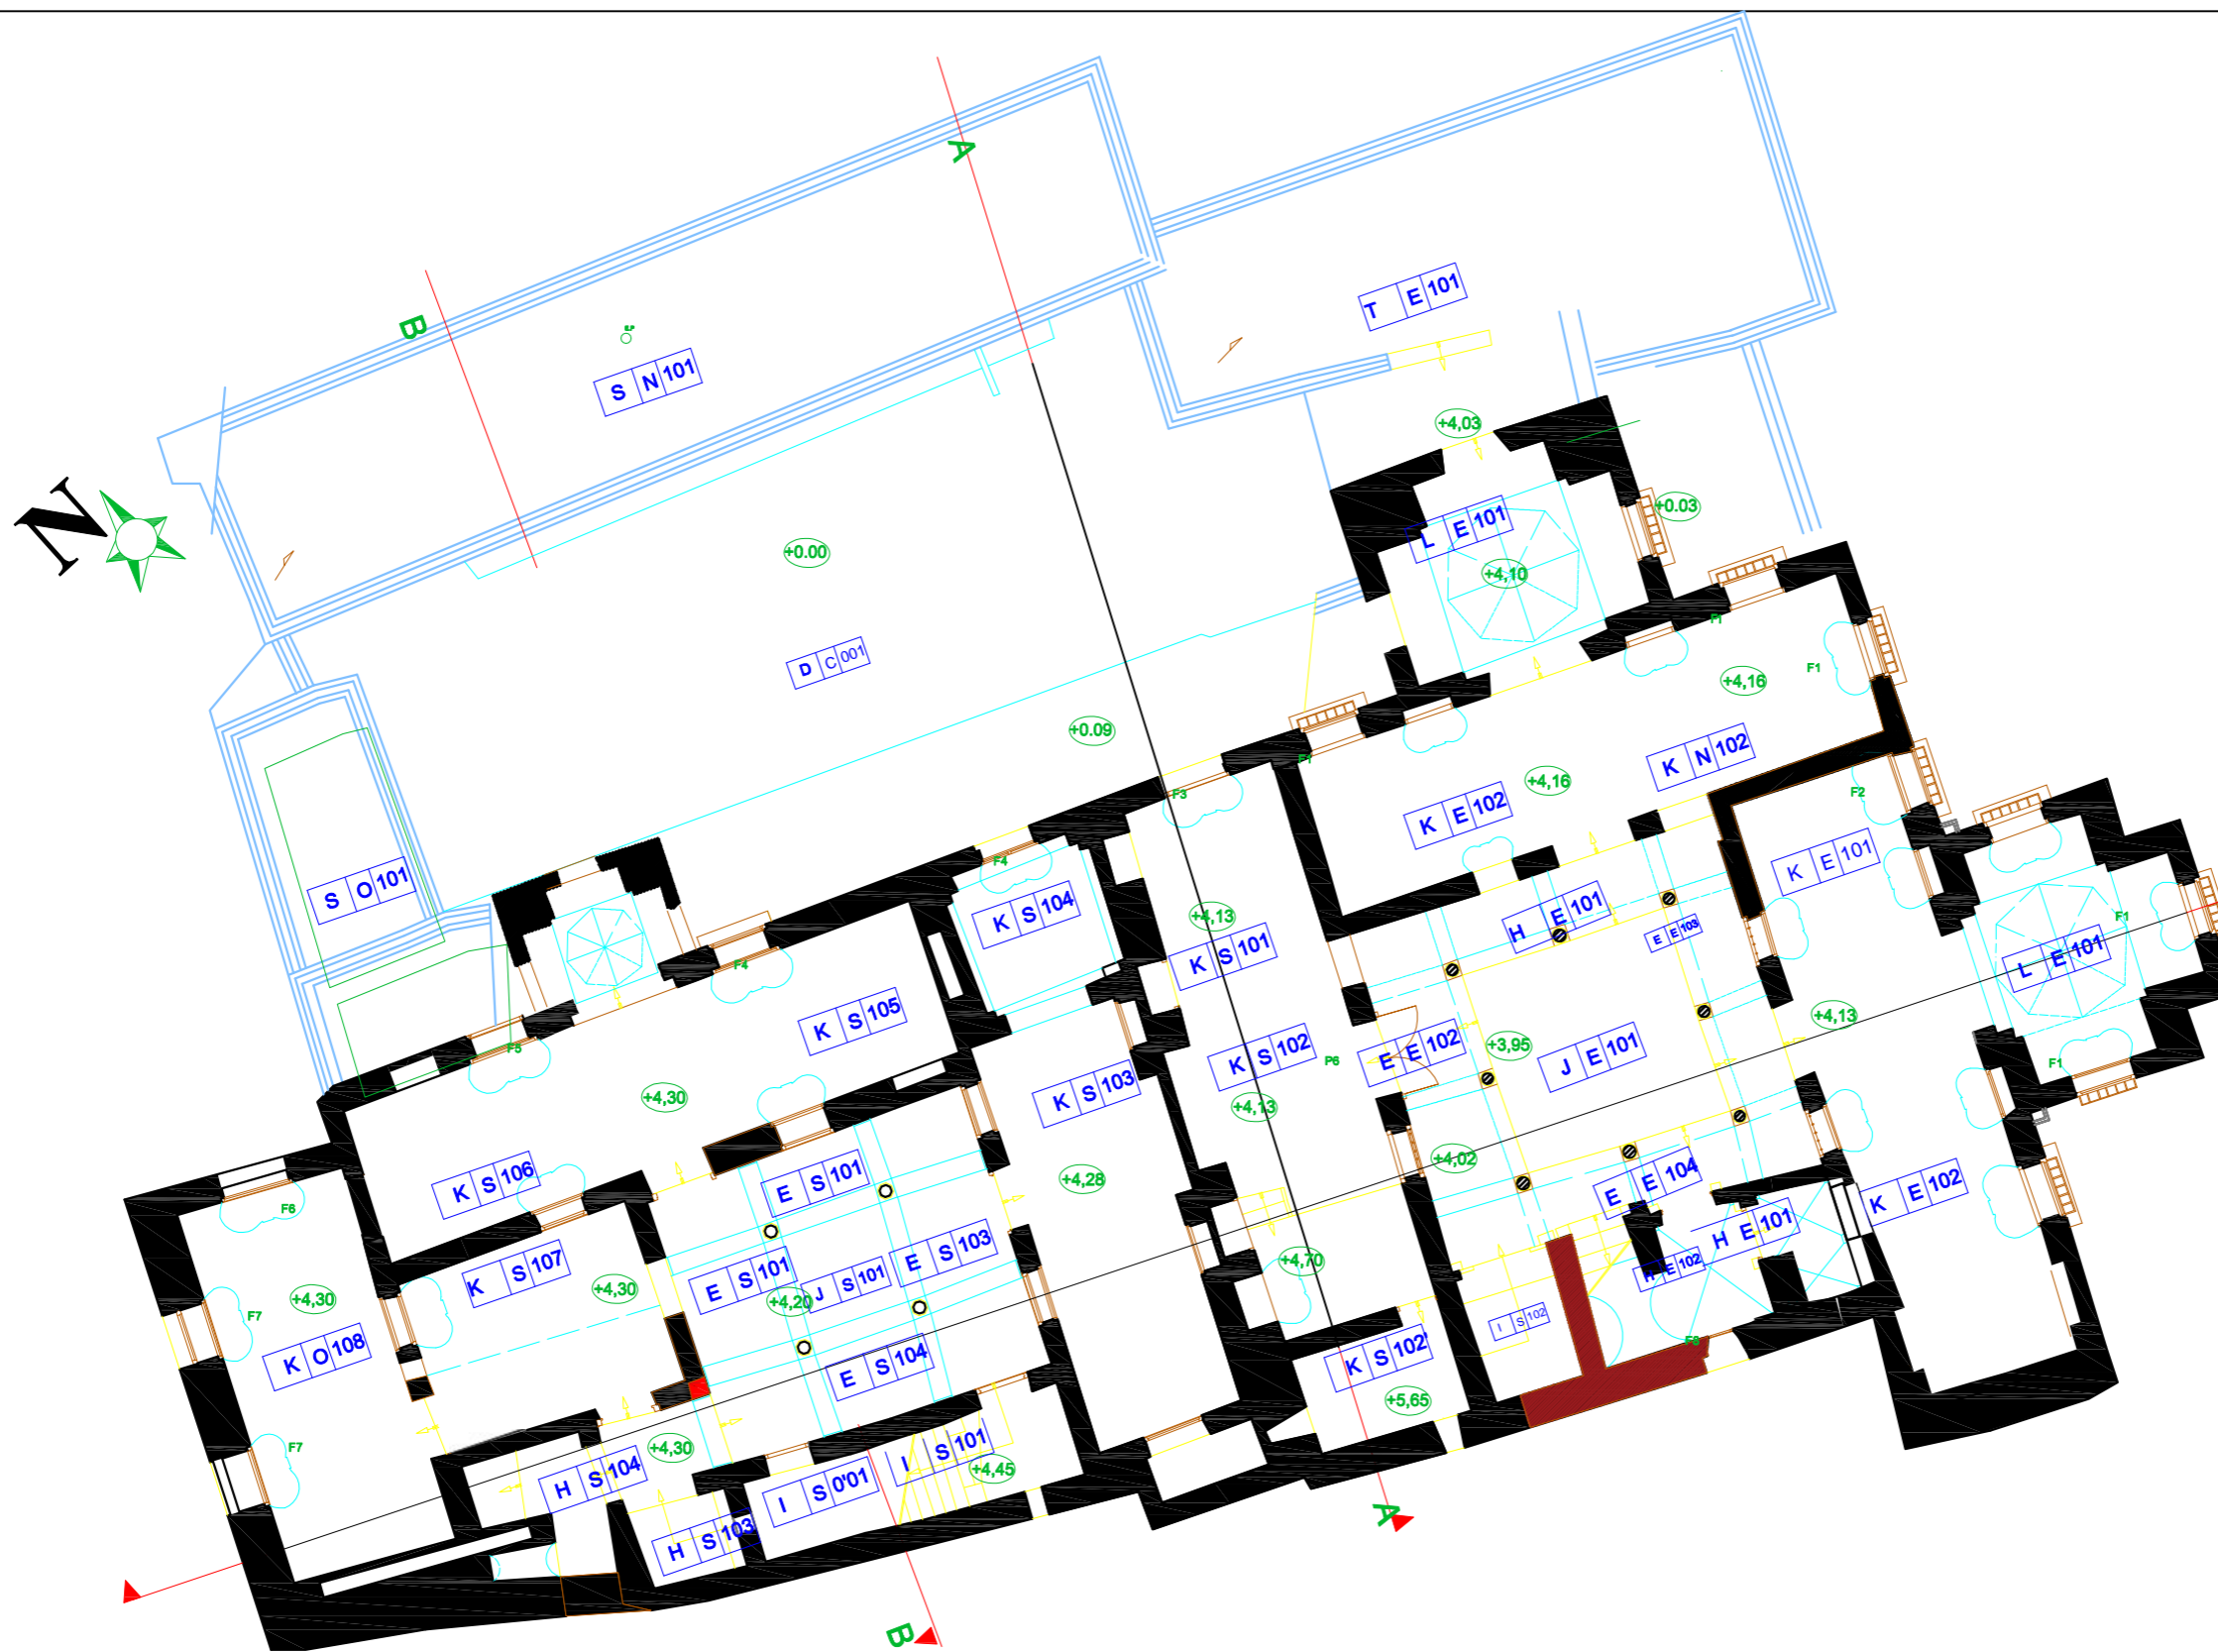 A
B
T E 101
S N 101
+4,03
N
L E 101
+0.03
+0.00
+4,10
D C 001
F1
F1
+4,16
+0.09
F1
K N 102
+4,16
F3
F2
K E 102
S O 101
F4
K E 101
K S 104
H E 101
+4,13
F1
E E 103
K S 101
L E 101
F4
K S 105
+4,13
F5
E E 102
+3,95
K S 102
P6
J E 101
F1
+4,30
K S 103
+4,13
+4,02
K S 106
E S 101
+4,28
E E 104
K E 102
F6
H E 101
K S 107
E S 103
+4,70
H E 102
E S 101
J S 101
+4,30
+4,30
+4,20
F7
I S 102
K O 108
K S 102'
E S 104
+5,65
F7
+4,30
I S 101
+4,45
H S 104
I S 0'01
A
H S 103
B